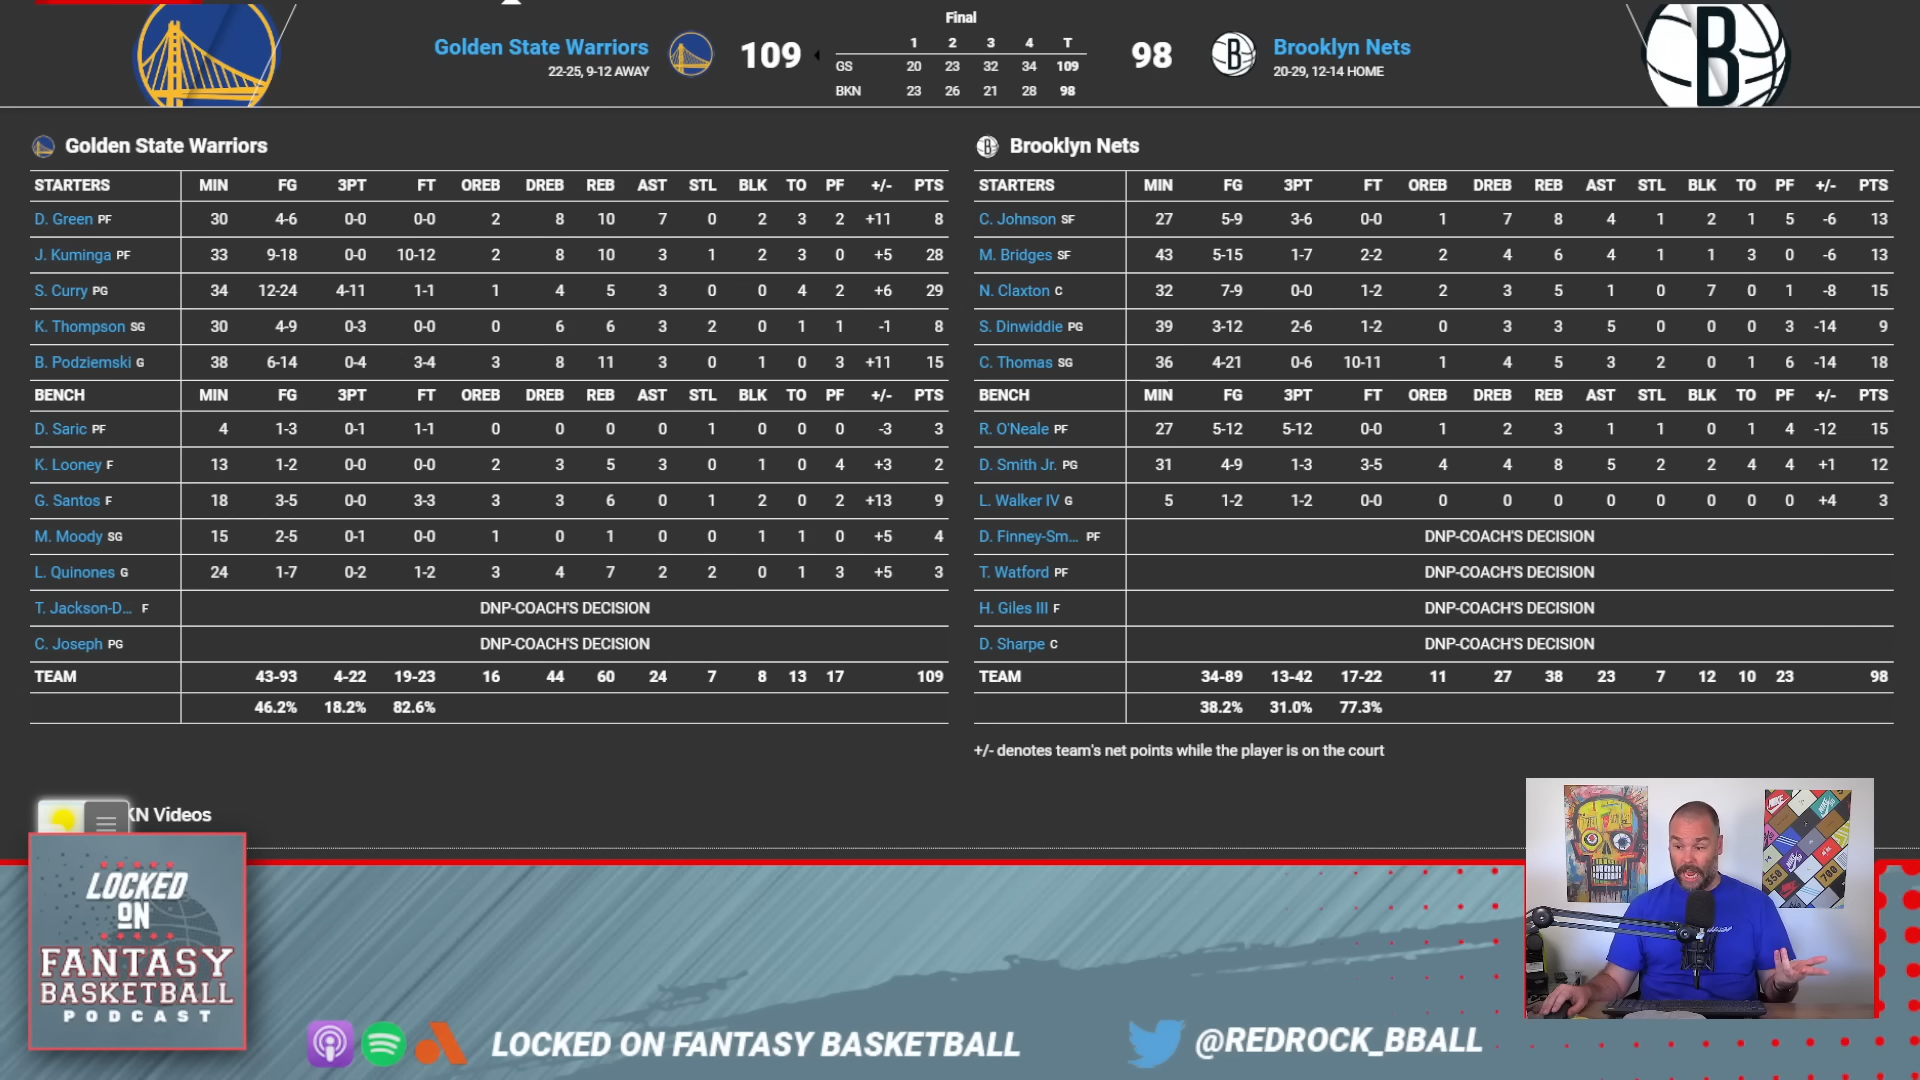 Final
Golden State Warriors
22-25, 9-12 AWAY
109
1 2 3 4 T
GS 20 23 32 34 109
BKN 23 26 21 28 98
98
Brooklyn Nets
20-29, 12-14 HOME
B
Golden State Warriors
STARTERS MIN FG 3PT FT OREB DREB REB AST STL BLK TO PF +/- PTS
D. Green PF 30 4-6 0-0 0-0 2 8 10 7 0 2 3 2 +11 8
J. Kuminga PF 33 9-18 0-0 10-12 2 8 10 3 1 2 3 0 +5 28
S. Curry PG 34 12-24 4-11 1-1 1 4 5 3 0 0 4 2 +6 29
K. Thompson SG 30 4-9 0-3 0-0 0 6 6 3 2 0 1 1 -1 8
B. Podziemski G 38 6-14 0-4 3-4 3 8 11 3 0 1 0 3 +11 15
BENCH MIN FG 3PT FT OREB DREB REB AST STL BLK TO PF +/- PTS
D. Saric PF 4 1-3 0-1 1-1 0 0 0 0 1 0 0 0 -3 3
K. Looney F 13 1-2 0-0 0-0 2 3 5 3 0 1 0 4 +3 2
G. Santos F 18 3-5 0-0 3-3 3 3 6 0 1 2 0 2 +13 9
M. Moody SG 15 2-5 0-1 0-0 1 0 1 0 0 1 1 0 +5 4
L. Quinones G 24 1-7 0-2 1-2 3 4 7 2 2 0 1 3 +5 3
T. Jackson-D... F DNP-COACH'S DECISION
C. Joseph PG DNP-COACH'S DECISION
TEAM 43-93 4-22 19-23 16 44 60 24 7 8 13 17 109
46.2% 18.2% 82.6%
Brooklyn Nets
STARTERS MIN FG 3PT FT OREB DREB REB AST STL BLK TO PF +/- PTS
C. Johnson SF 27 5-9 3-6 0-0 1 7 8 4 1 2 1 5 -6 13
M. Bridges SF 43 5-15 1-7 2-2 2 4 6 4 1 1 3 0 -6 13
N. Claxton C 32 7-9 0-0 1-2 2 3 5 1 0 7 0 1 -8 15
S. Dinwiddie PG 39 3-12 2-6 1-2 0 3 3 5 0 0 0 3 -14 9
C. Thomas SG 36 4-21 0-6 10-11 1 4 5 3 2 0 1 6 -14 18
BENCH MIN FG 3PT FT OREB DREB REB AST STL BLK TO PF +/- PTS
R. O'Neale PF 27 5-12 5-12 0-0 1 2 3 1 1 0 1 4 -12 15
D. Smith Jr. PG 31 4-9 1-3 3-5 4 4 8 5 2 2 4 4 +1 12
L. Walker IV G 5 1-2 1-2 0-0 0 0 0 0 0 0 0 0 +4 3
D. Finney-Sm... PF DNP-COACH'S DECISION
T. Watford PF DNP-COACH'S DECISION
H. Giles III F DNP-COACH'S DECISION
D. Sharpe C DNP-COACH'S DECISION
TEAM 34-89 13-42 17-22 11 27 38 23 7 12 10 23 98
38.2% 31.0% 77.3%
+/- denotes team's net points while the player is on the court
KN Videos
LOCKED
ON
FANTASY
BASKETBALL
PODCAST
LOCKED ON FANTASY BASKETBALL
@REDROCK_BBALL
NIKE
350
700